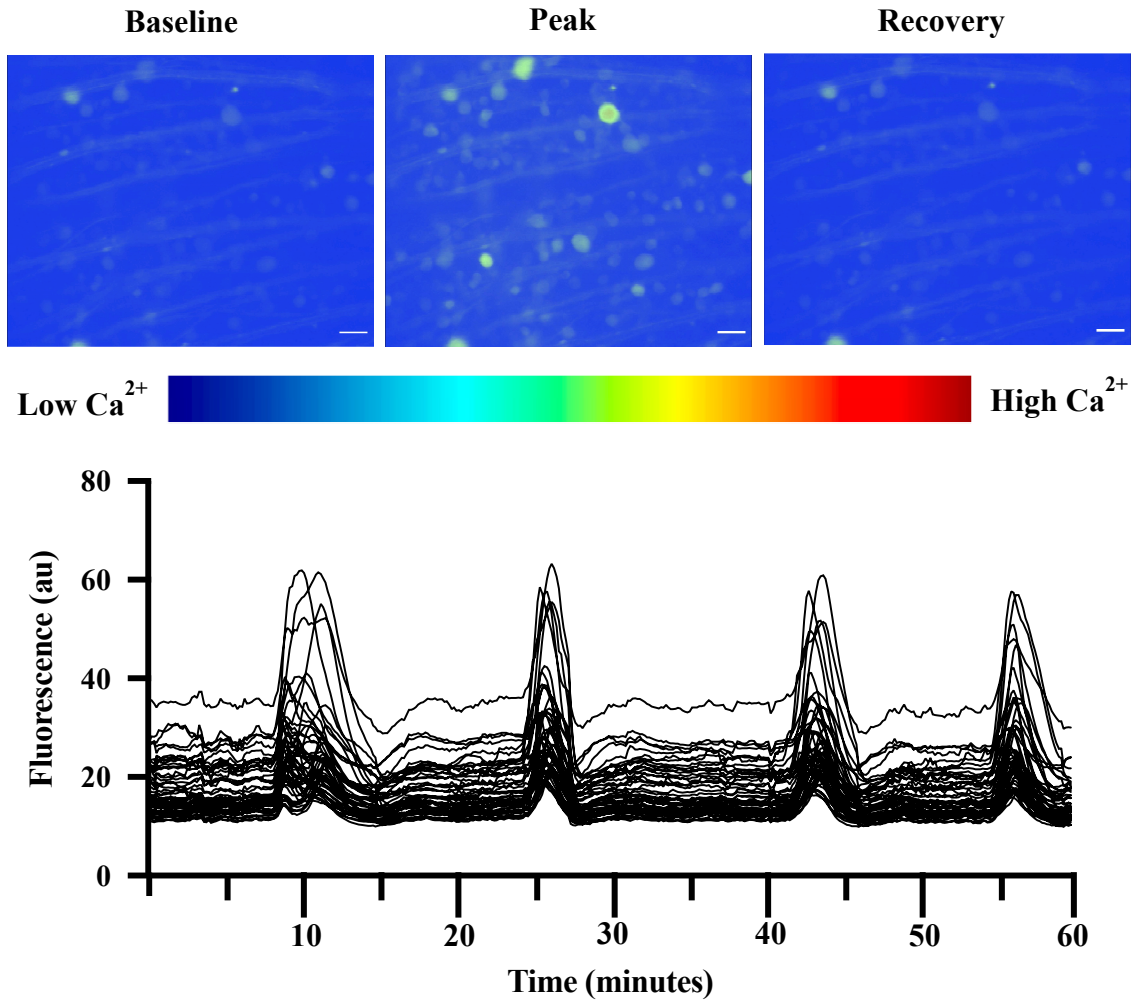 Baseline Peak Recovery
Low Ca2+ High Ca2+
80
60
40
20
0
Fluorescence (au)
10 20 30 40 50 60
Time (minutes)